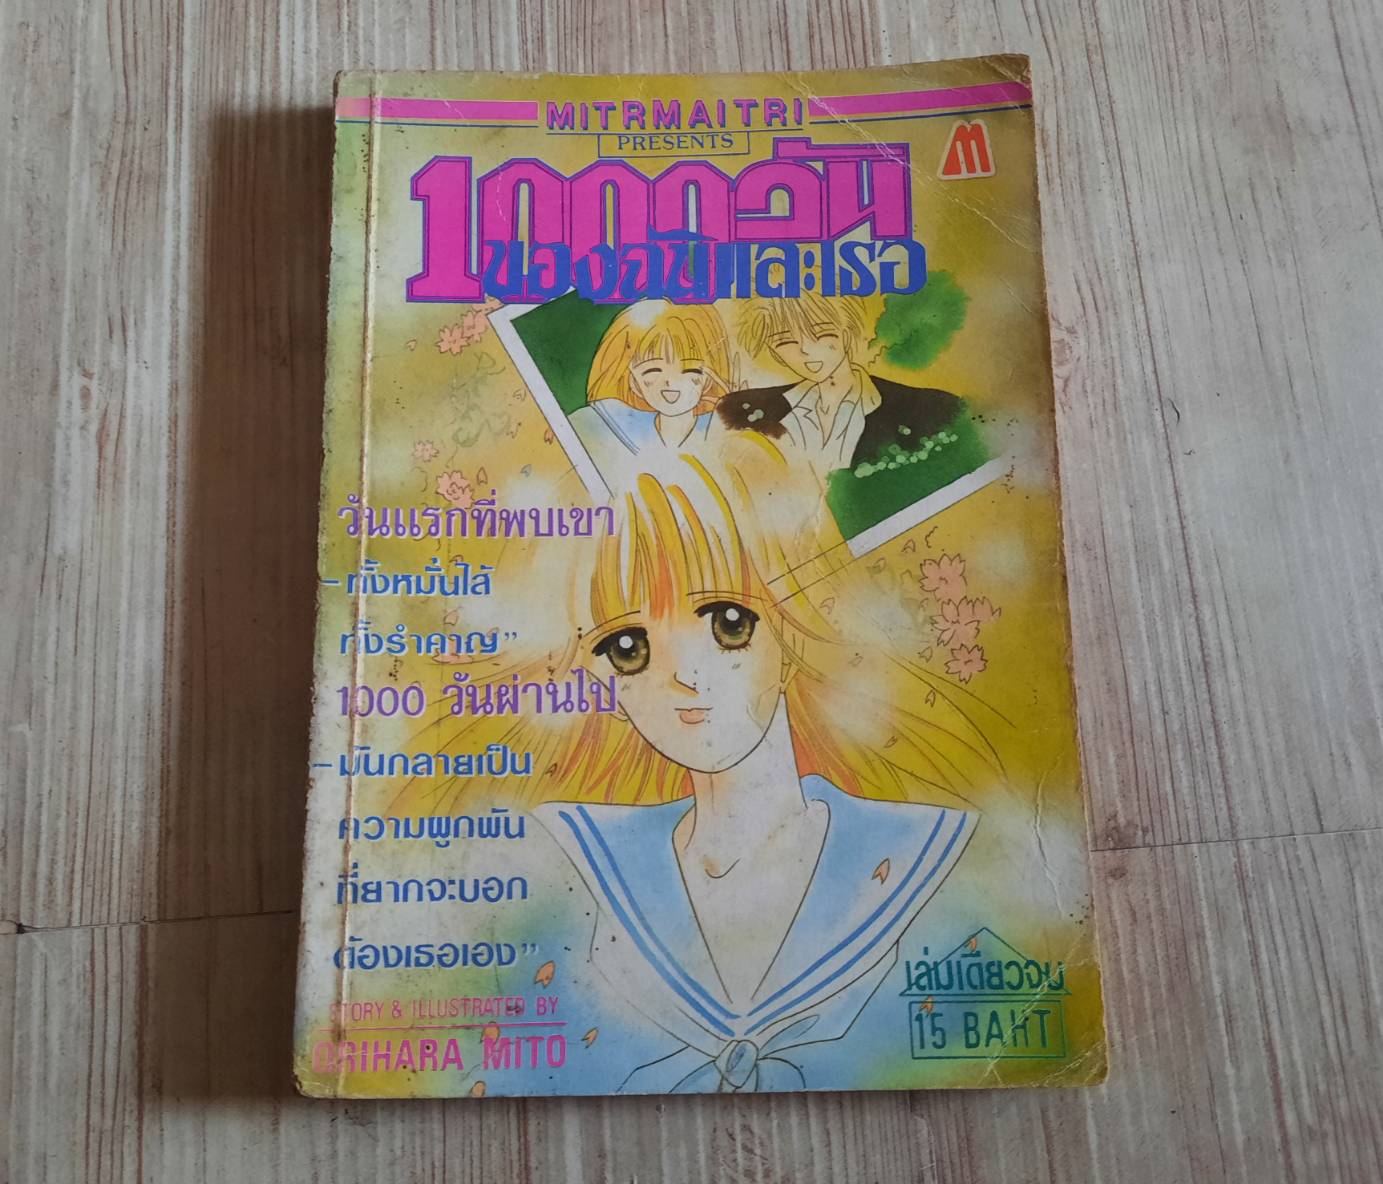 MITRMAITRI
PRESENTS
M
1000 วัน
ของฉันและเธอ
วันแรกที่พบเขา
–ทั้งหมั่นไส้
ทั้งรำคาญ”
1000 วันผ่านไป
–มันกลายเป็น
ความผูกพัน
ที่ยากจะบอก
ต้องเธอเอง”
STORY & ILLUSTRATED BY
ORIHARA MITO
เล่มเดียวจบ
15 BAHT